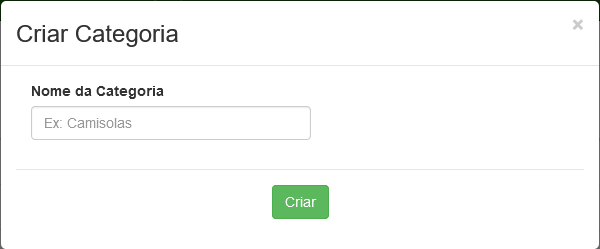 Criar Categoria
×
Nome da Categoria
Ex: Camisolas
Criar